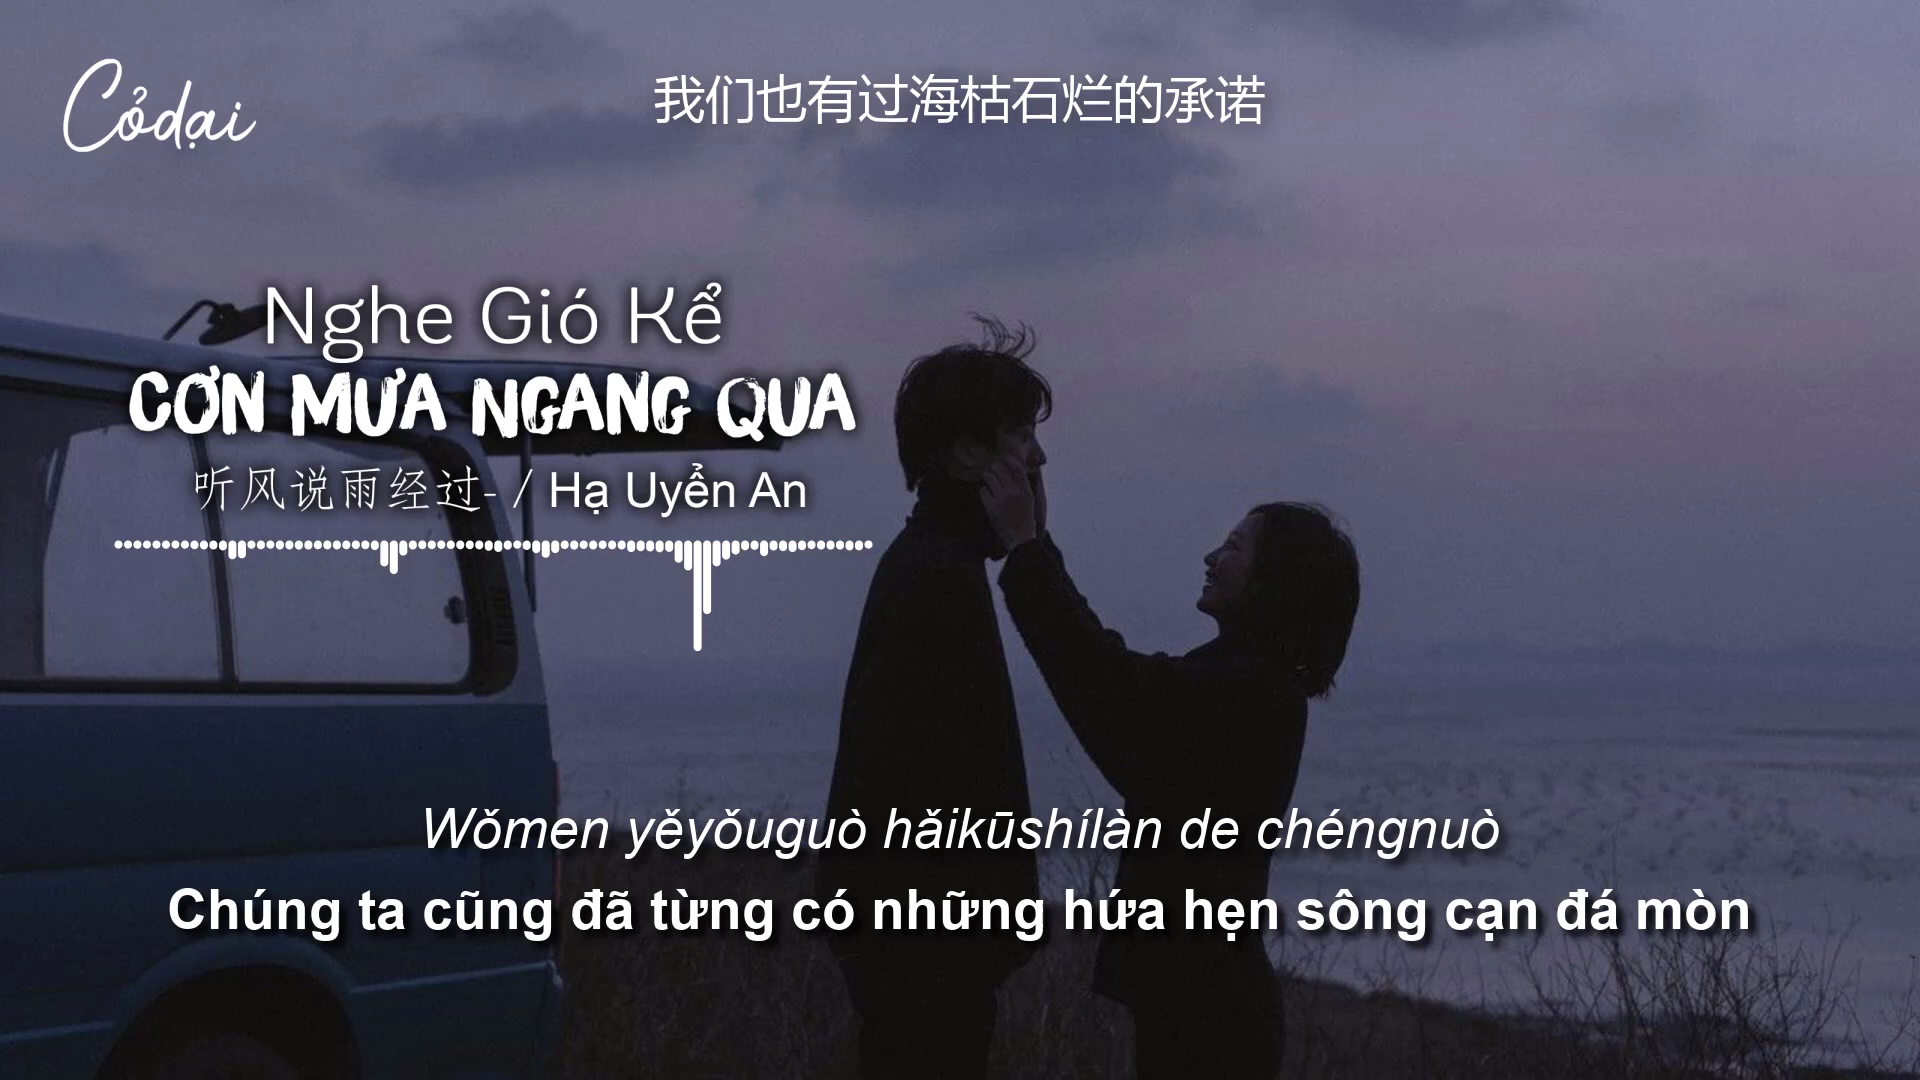 Cỏdại
我们也有过海枯石烂的承诺
Nghe Gió Kể
CƠN MƯA NGANG QUA
听风说雨经过- / Hạ Uyển An
Wǒmen yěyǒuguò hǎikūshílàn de chéngnuò
Chúng ta cũng đã từng có những hứa hẹn sông cạn đá mòn